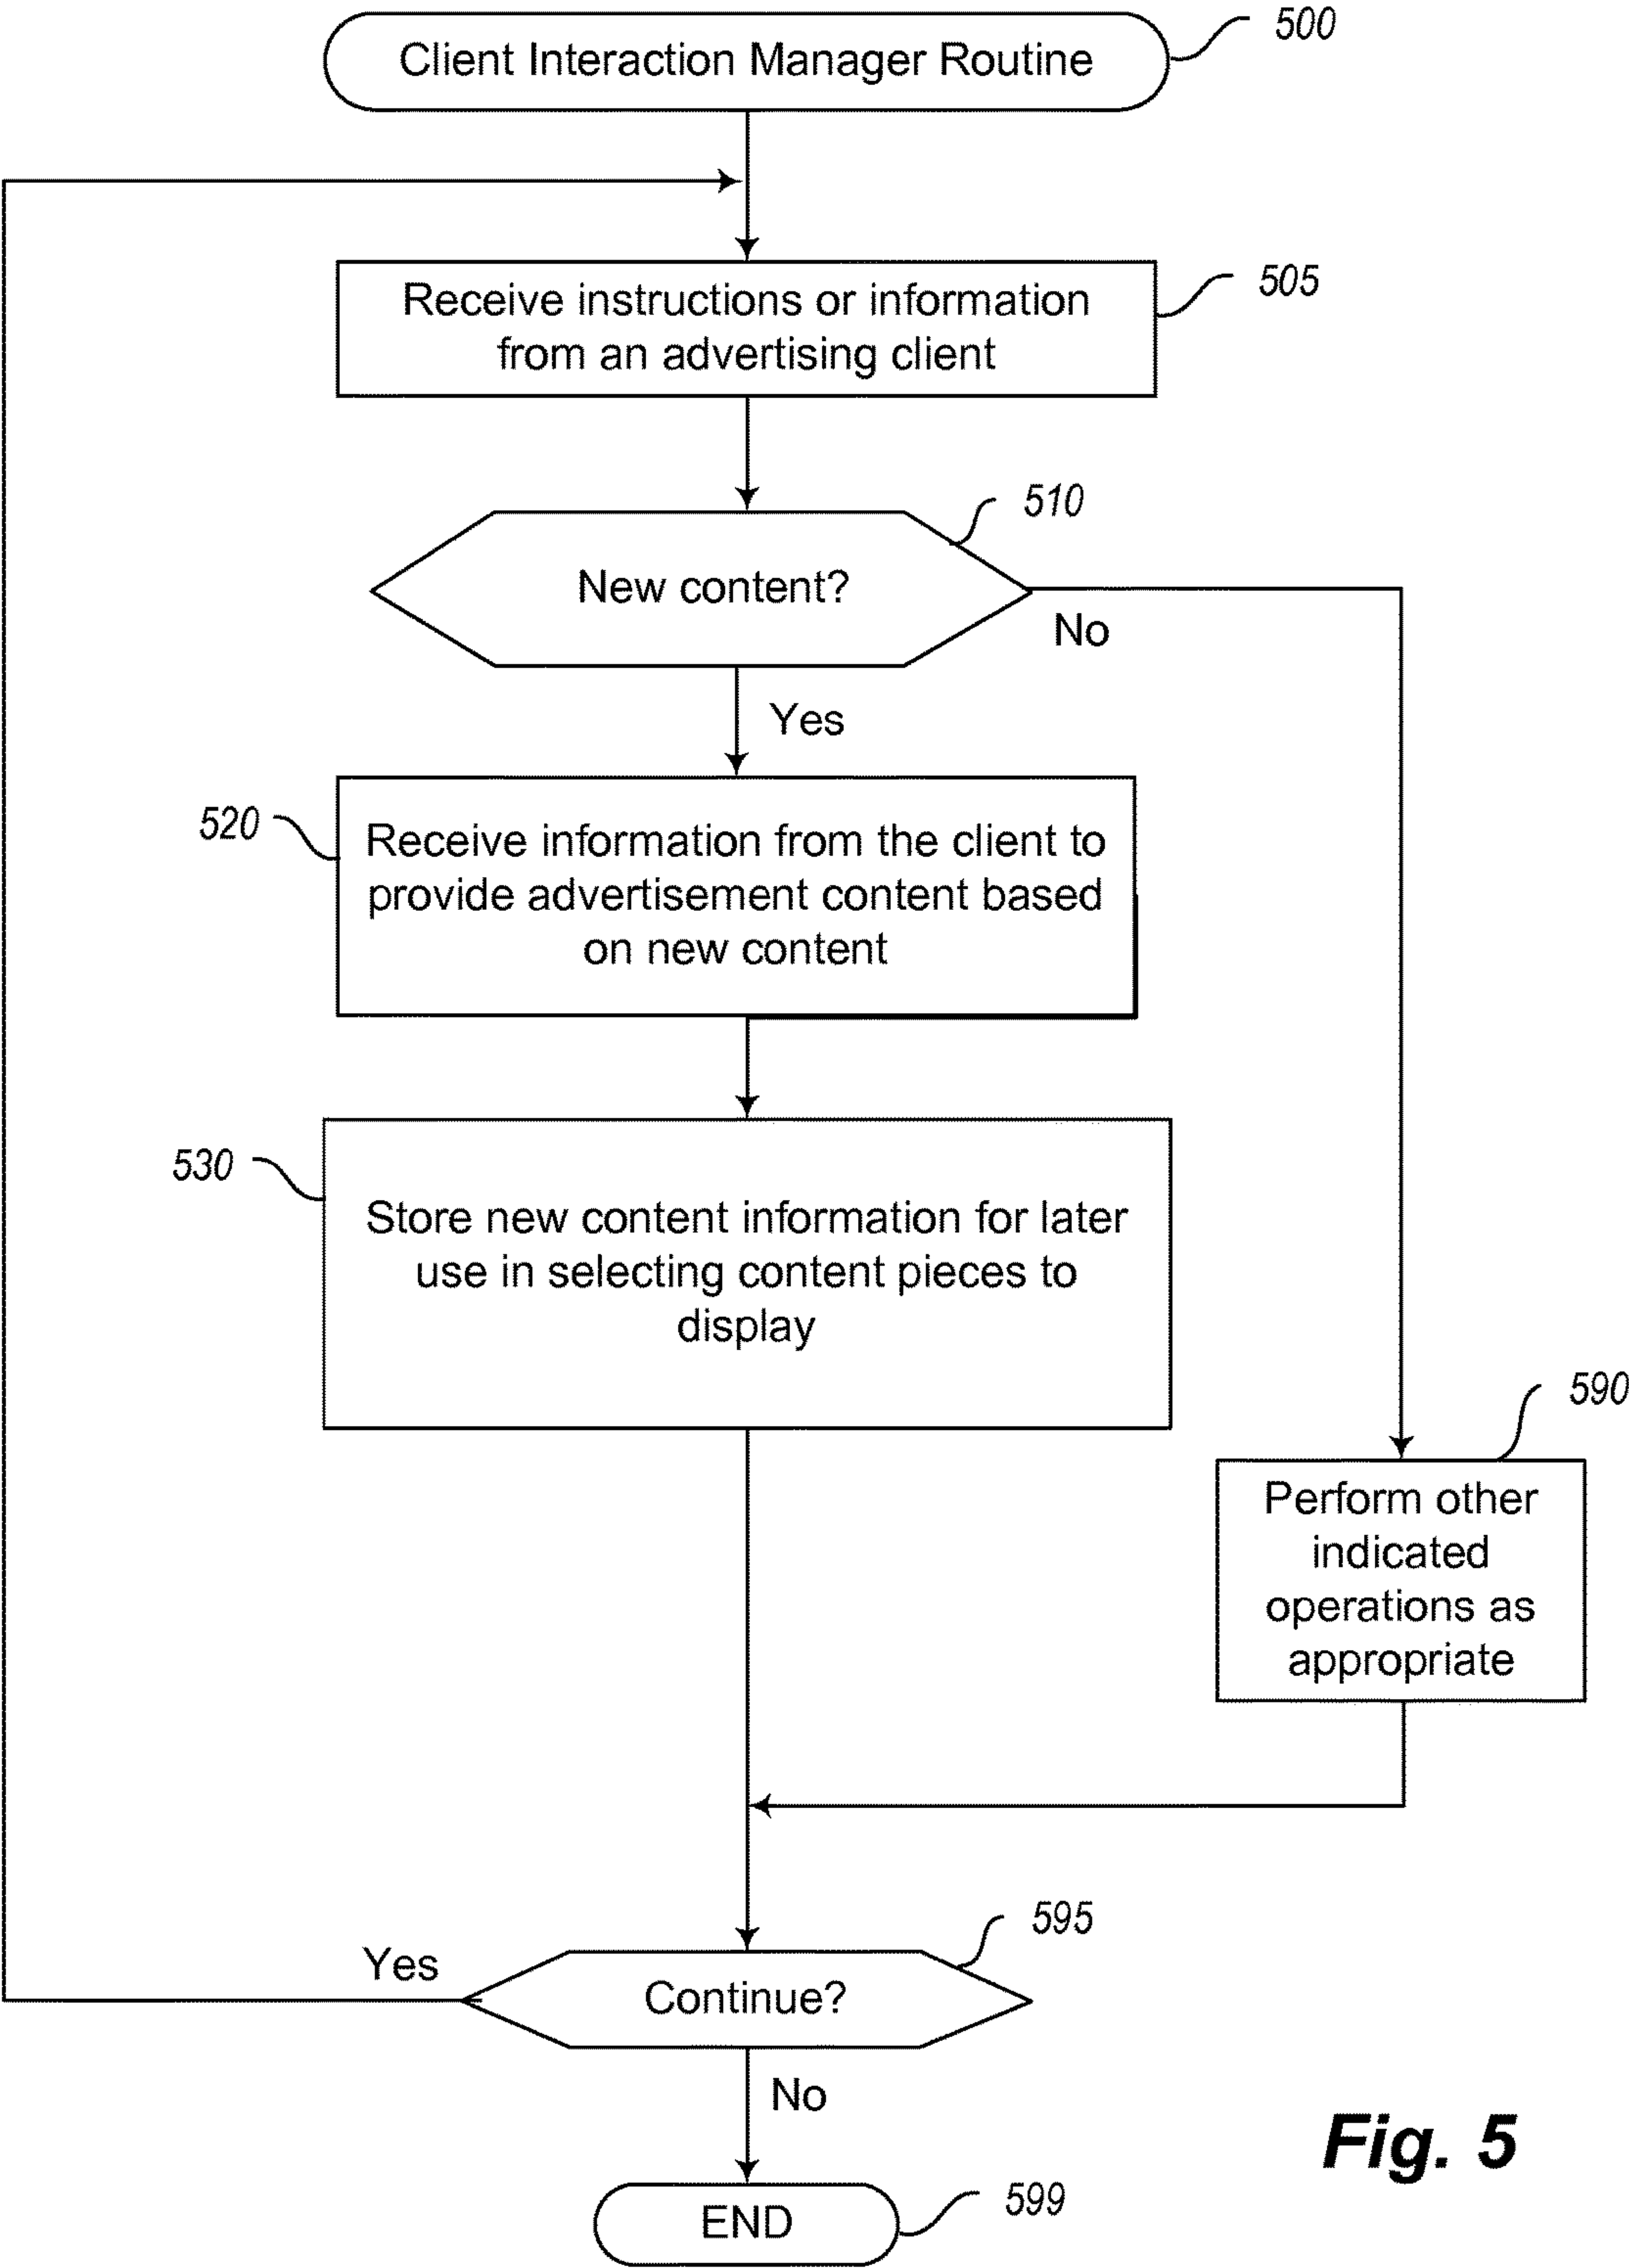 Client Interaction Manager Routine
500
Receive instructions or information
from an advertising client
505
New content?
510
No
Yes
520
Receive information from the client to
provide advertisement content based
on new content
530
Store new content information for later
use in selecting content pieces to
display
590
Perform other
indicated
operations as
appropriate
595
Yes
Continue?
No
Fig. 5
END
599